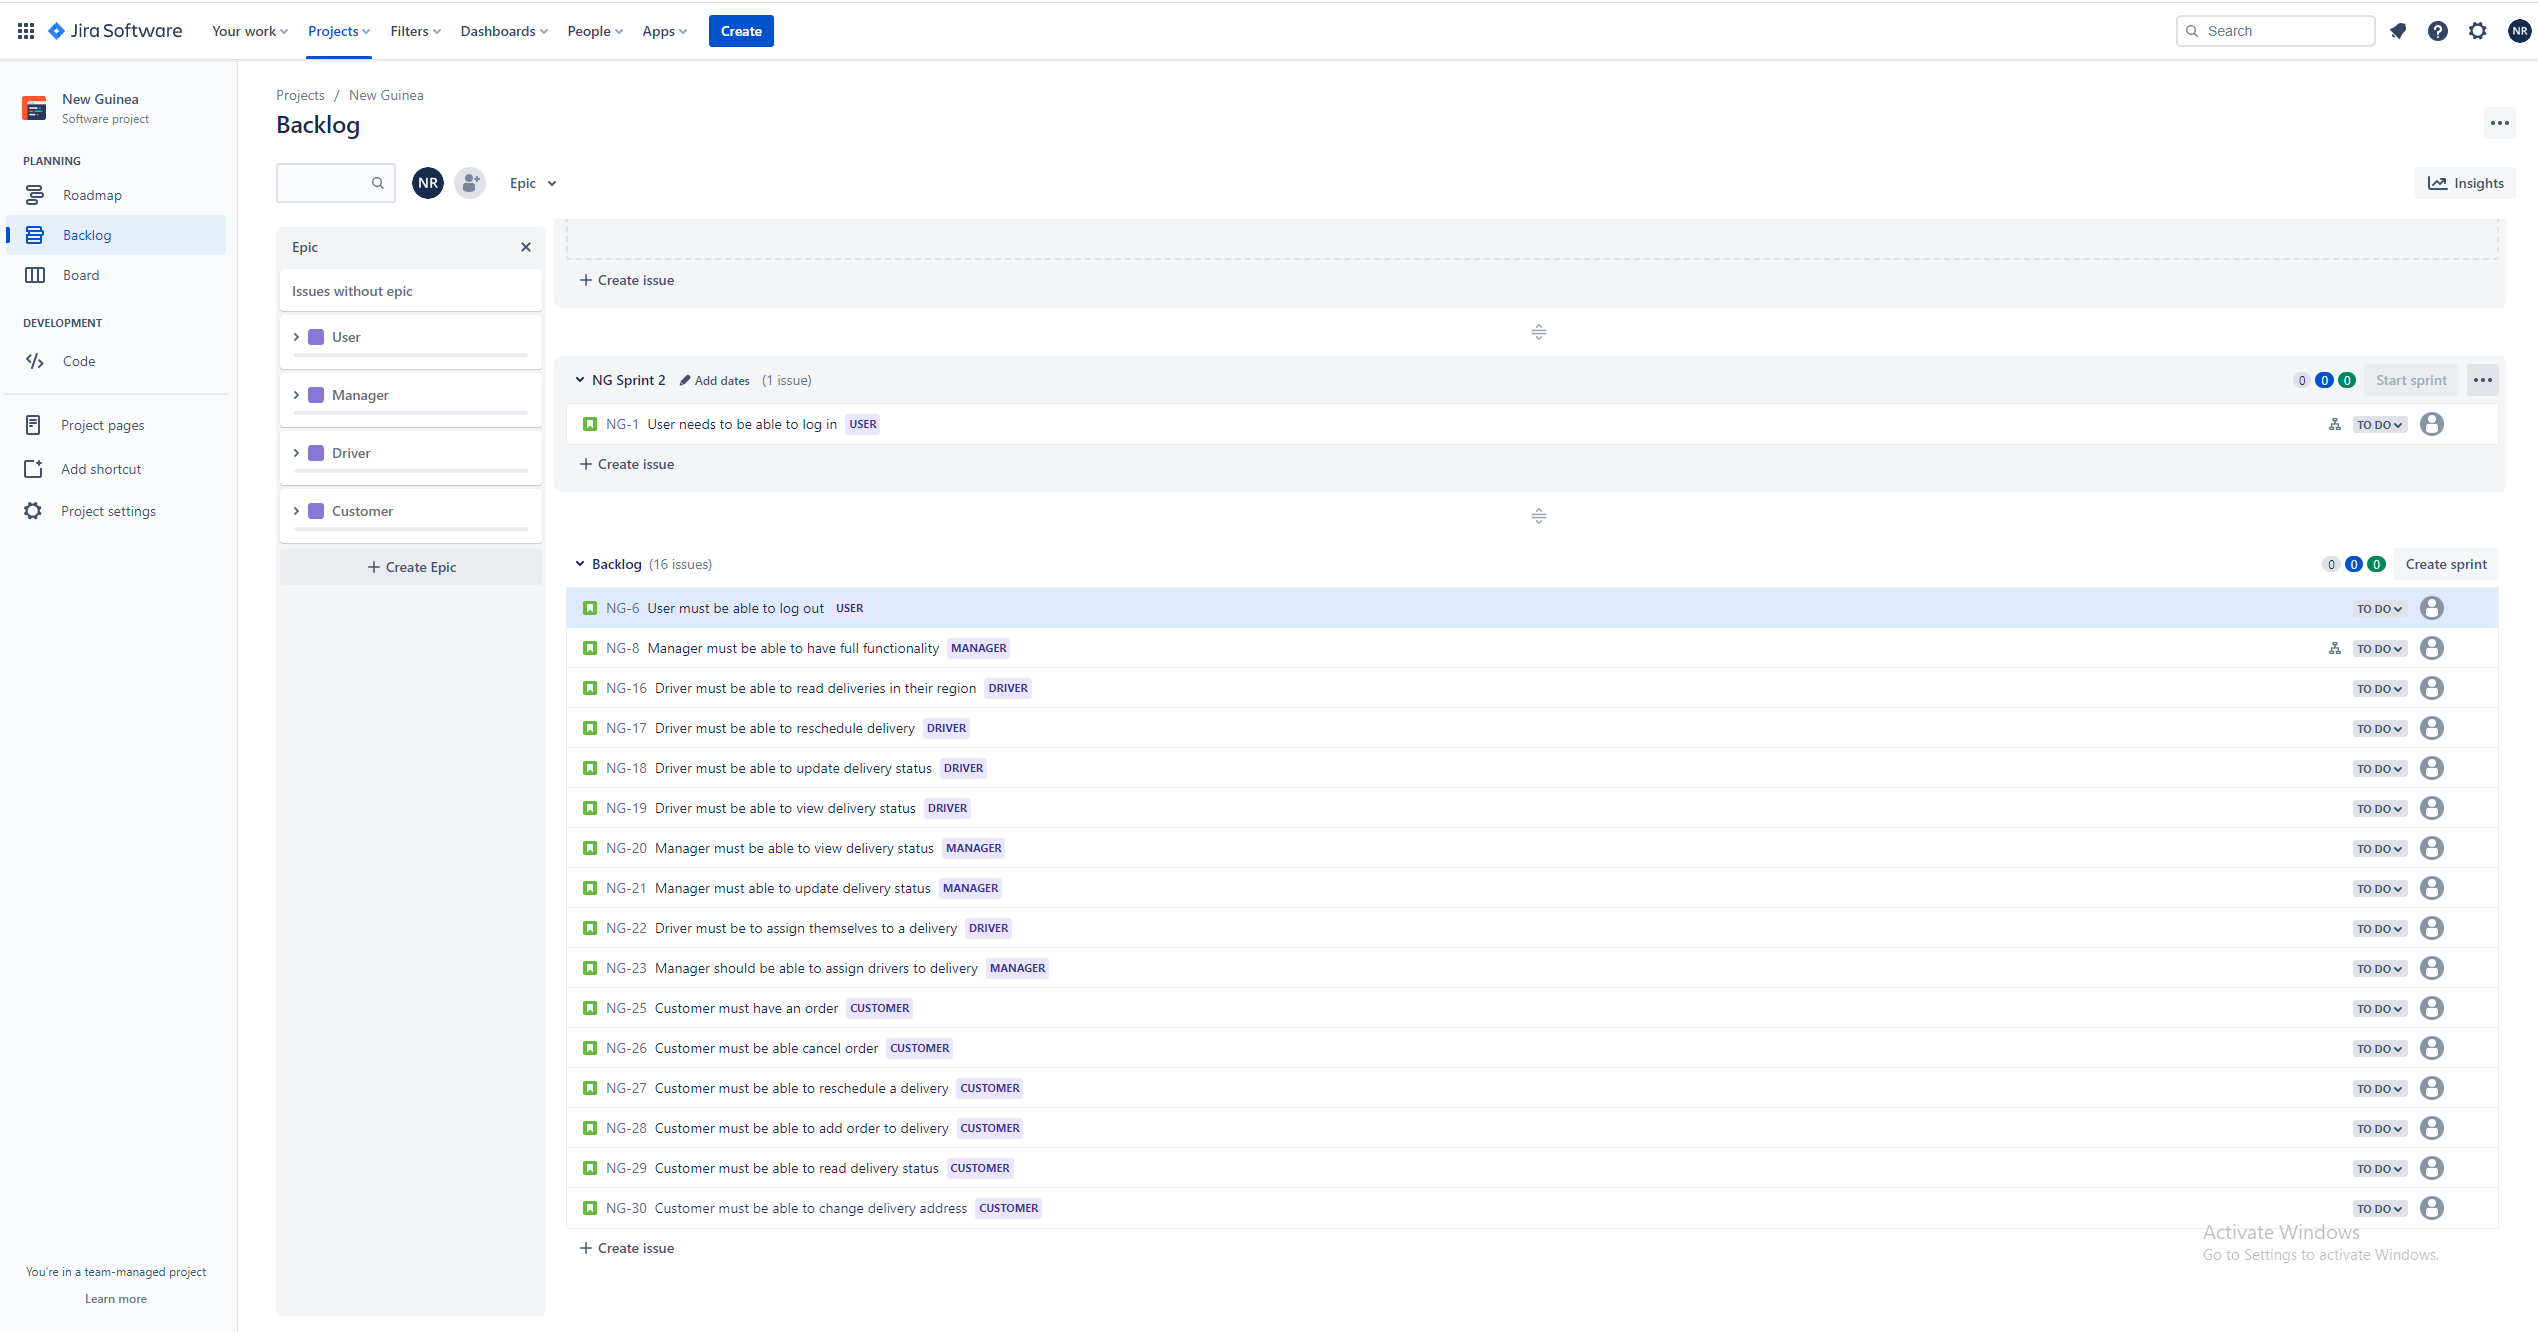 Jira Software Your work Projects Filters Dashboards People Apps Create Search NR
New Guinea
Software project
PLANNING
Roadmap
Backlog
Board
DEVELOPMENT
Code
Project pages
Add shortcut
Project settings
You're in a team-managed project
Learn more
Projects / New Guinea
Backlog
NR Epic Insights
Epic
Issues without epic
User
Manager
Driver
Customer
+ Create Epic
+ Create issue
NG Sprint 2 Add dates (1 issue) 0 0 0 Start sprint
NG-1 User needs to be able to log in USER TO DO
+ Create issue
Backlog (16 issues) 0 0 0 Create sprint
NG-6 User must be able to log out USER TO DO
NG-8 Manager must be able to have full functionality MANAGER TO DO
NG-16 Driver must be able to read deliveries in their region DRIVER TO DO
NG-17 Driver must be able to reschedule delivery DRIVER TO DO
NG-18 Driver must be able to update delivery status DRIVER TO DO
NG-19 Driver must be able to view delivery status DRIVER TO DO
NG-20 Manager must be able to view delivery status MANAGER TO DO
NG-21 Manager must able to update delivery status MANAGER TO DO
NG-22 Driver must be to assign themselves to a delivery DRIVER TO DO
NG-23 Manager should be able to assign drivers to delivery MANAGER TO DO
NG-25 Customer must have an order CUSTOMER TO DO
NG-26 Customer must be able cancel order CUSTOMER TO DO
NG-27 Customer must be able to reschedule a delivery CUSTOMER TO DO
NG-28 Customer must be able to add order to delivery CUSTOMER TO DO
NG-29 Customer must be able to read delivery status CUSTOMER TO DO
NG-30 Customer must be able to change delivery address CUSTOMER TO DO
+ Create issue
Activate Windows
Go to Settings to activate Windows.